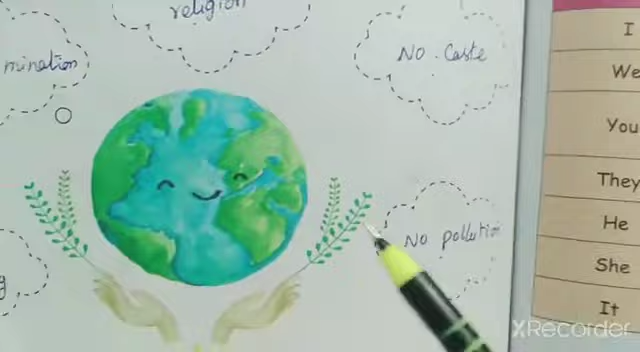 religion
mination
No Caste
No pollution
g
I
We
You
They
He
She
It
XRecorder